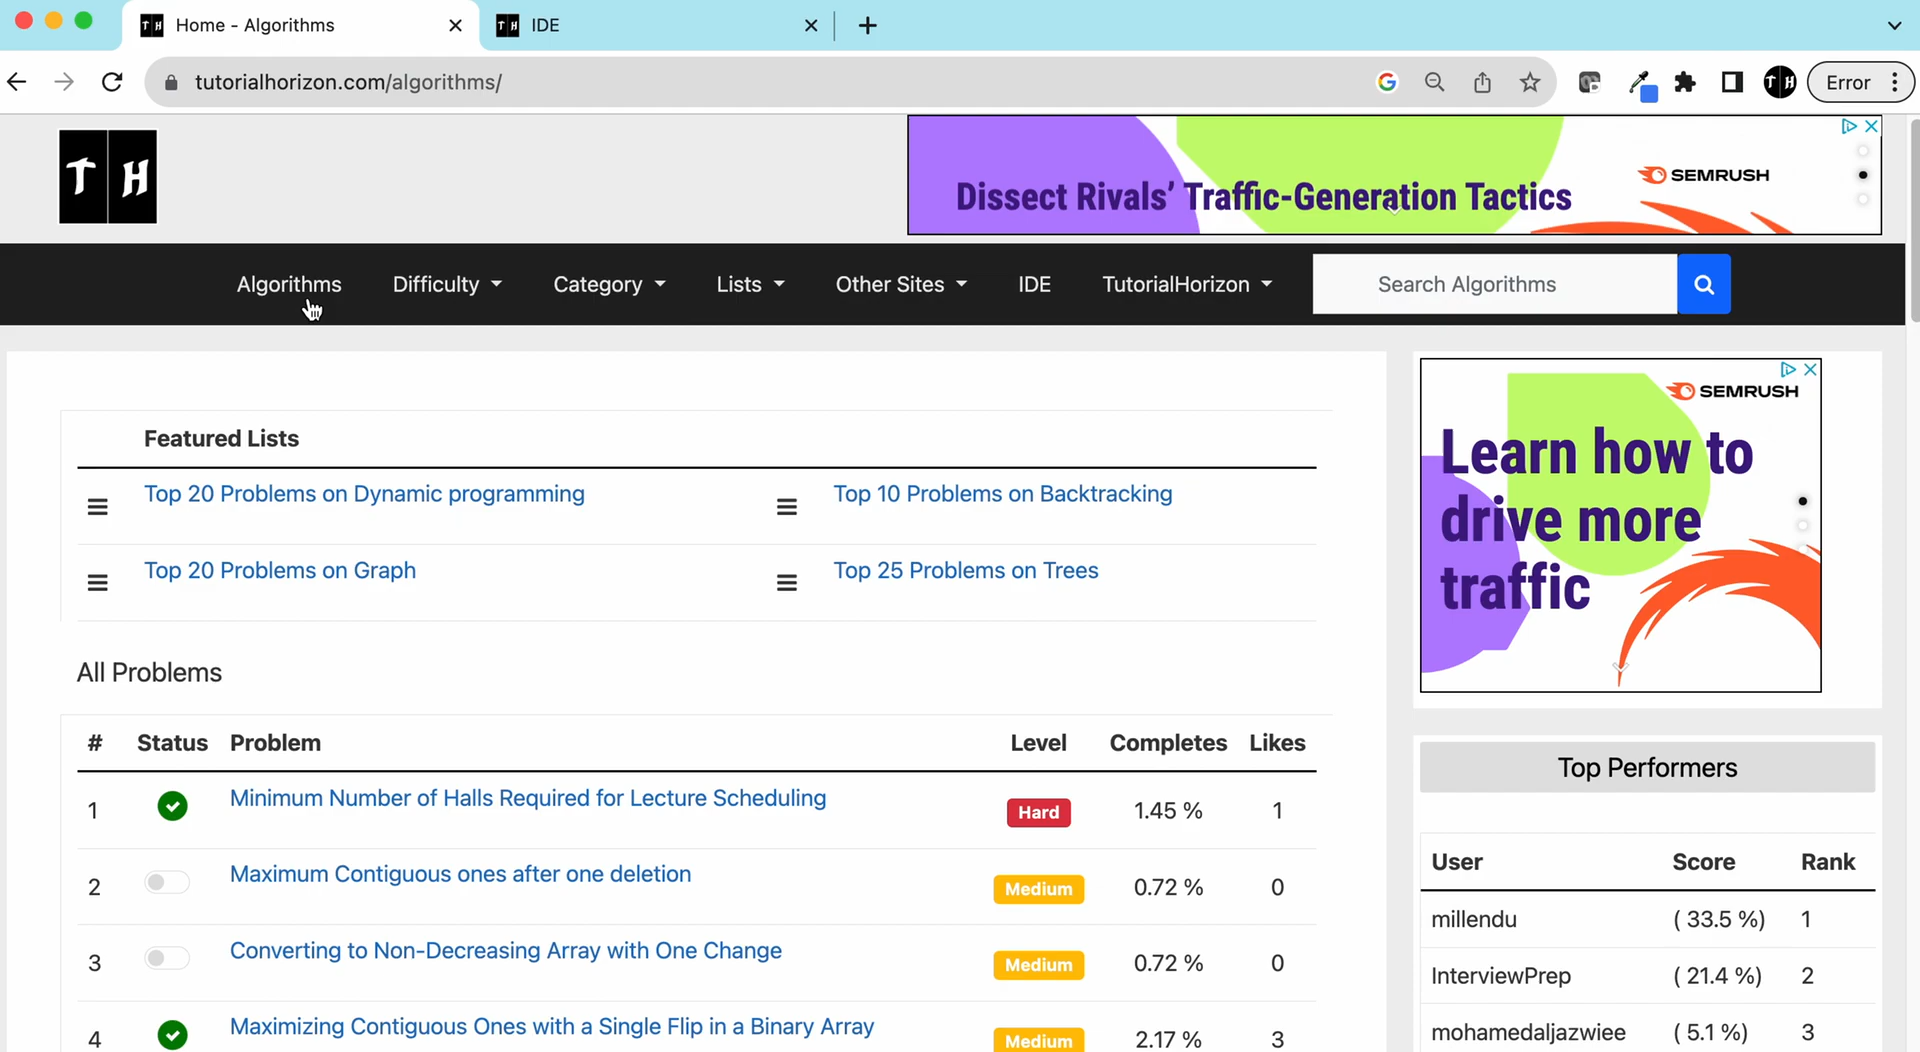 TH Home - Algorithms
TH IDE
tutorialhorizon.com/algorithms/
TH
Error
TH
Dissect Rivals’ Traffic-Generation Tactics
SEMRUSH
Algorithms Difficulty Category Lists Other Sites IDE TutorialHorizon Search Algorithms
Featured Lists
Top 20 Problems on Dynamic programming
Top 10 Problems on Backtracking
Top 20 Problems on Graph
Top 25 Problems on Trees
All Problems
# Status Problem Level Completes Likes
1 Minimum Number of Halls Required for Lecture Scheduling Hard 1.45 % 1
2 Maximum Contiguous ones after one deletion Medium 0.72 % 0
3 Converting to Non-Decreasing Array with One Change Medium 0.72 % 0
4 Maximizing Contiguous Ones with a Single Flip in a Binary Array Medium 2.17 % 3
SEMRUSH
Learn how to
drive more
traffic
Top Performers
User Score Rank
millendu ( 33.5 %) 1
InterviewPrep ( 21.4 %) 2
mohamedaljazwiee ( 5.1 %) 3